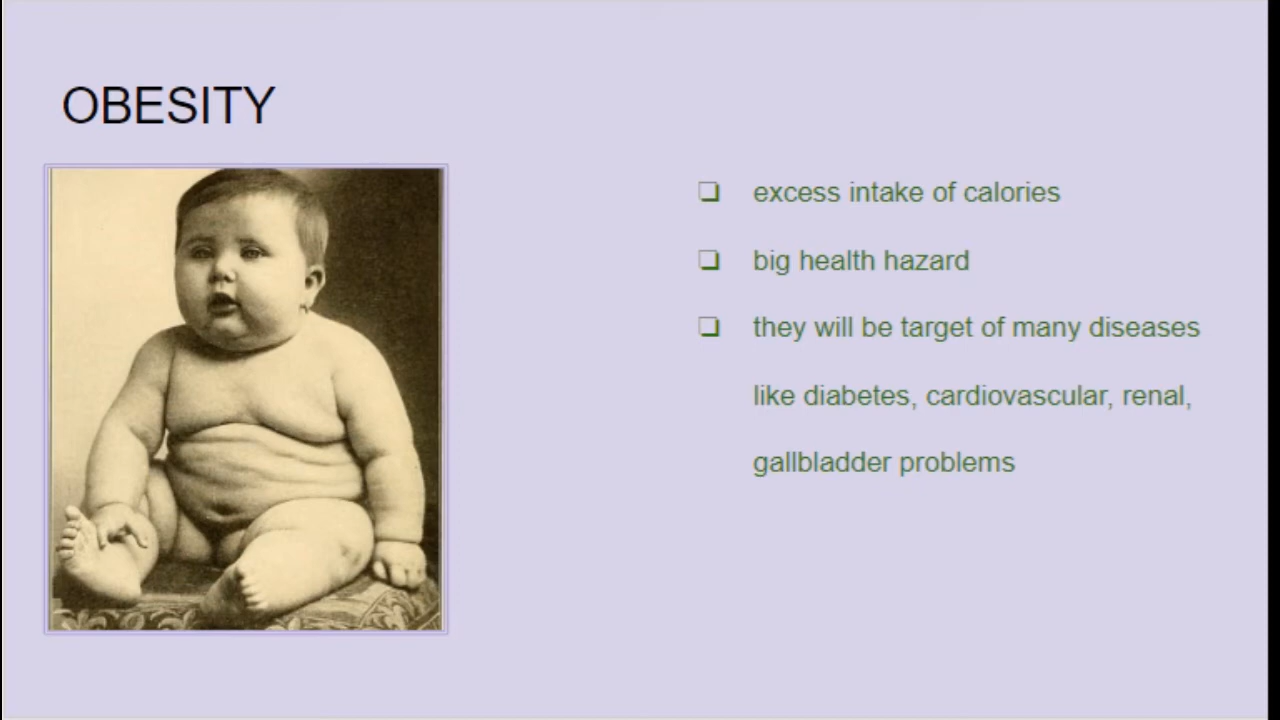 OBESITY
❑ excess intake of calories
❑ big health hazard
❑ they will be target of many diseases
like diabetes, cardiovascular, renal,
gallbladder problems